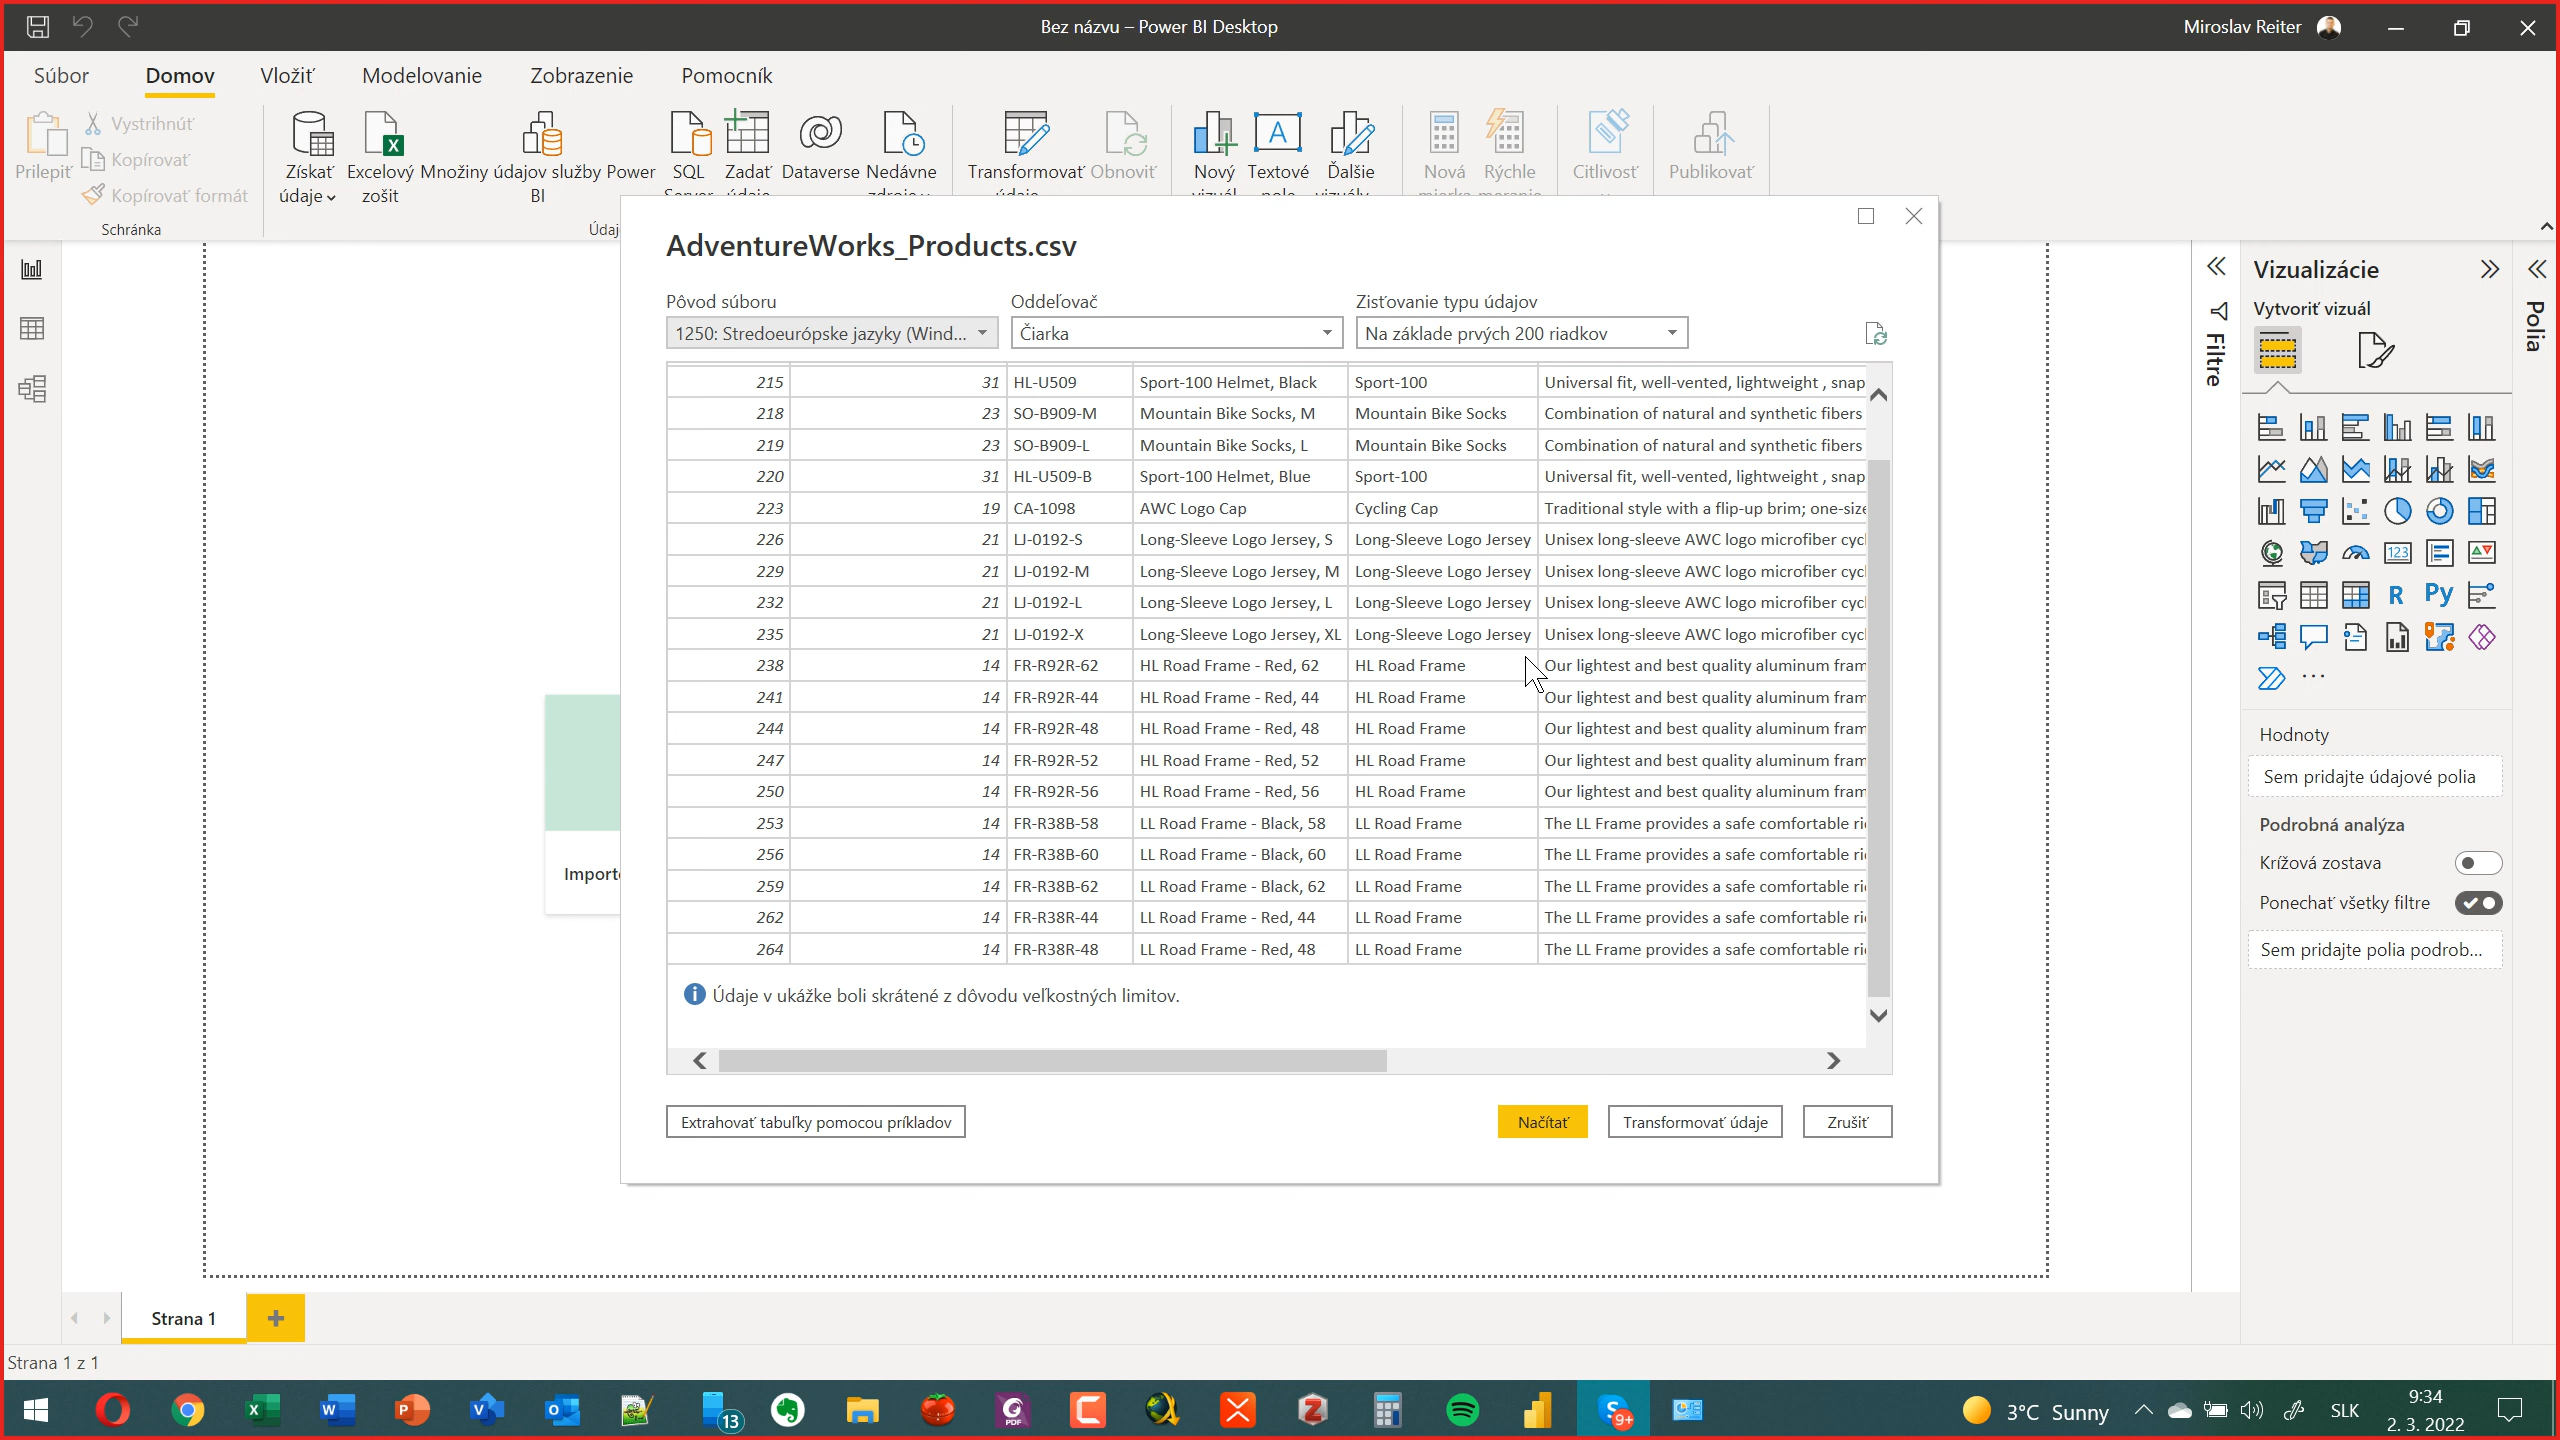 Bez názvu – Power BI Desktop
Miroslav Reiter
Súbor
Domov
Vložiť
Modelovanie
Zobrazenie
Pomocník
Prilepiť
Vystrihnúť
Kopírovať
Kopírovať formát
Schránka
Získať údaje
Excelový zošit
Množiny údajov služby Power BI
SQL
Zadať
Dataverse
Nedávne
Transformovať
Obnoviť
Nový
Textové
Ďalšie
Nová
Rýchle
Citlivosť
Publikovať
AdventureWorks_Products.csv
Pôvod súboru
Oddeľovač
Zisťovanie typu údajov
1250: Stredoeurópske jazyky (Wind...
Čiarka
Na základe prvých 200 riadkov
215 31 HL-U509 Sport-100 Helmet, Black Sport-100 Universal fit, well-vented, lightweight , snap
218 23 SO-B909-M Mountain Bike Socks, M Mountain Bike Socks Combination of natural and synthetic fibers
219 23 SO-B909-L Mountain Bike Socks, L Mountain Bike Socks Combination of natural and synthetic fibers
220 31 HL-U509-B Sport-100 Helmet, Blue Sport-100 Universal fit, well-vented, lightweight , snap
223 19 CA-1098 AWC Logo Cap Cycling Cap Traditional style with a flip-up brim; one-size
226 21 LJ-0192-S Long-Sleeve Logo Jersey, S Long-Sleeve Logo Jersey Unisex long-sleeve AWC logo microfiber cycl
229 21 LJ-0192-M Long-Sleeve Logo Jersey, M Long-Sleeve Logo Jersey Unisex long-sleeve AWC logo microfiber cycl
232 21 LJ-0192-L Long-Sleeve Logo Jersey, L Long-Sleeve Logo Jersey Unisex long-sleeve AWC logo microfiber cycl
235 21 LJ-0192-X Long-Sleeve Logo Jersey, XL Long-Sleeve Logo Jersey Unisex long-sleeve AWC logo microfiber cycl
238 14 FR-R92R-62 HL Road Frame - Red, 62 HL Road Frame Our lightest and best quality aluminum fram
241 14 FR-R92R-44 HL Road Frame - Red, 44 HL Road Frame Our lightest and best quality aluminum fram
244 14 FR-R92R-48 HL Road Frame - Red, 48 HL Road Frame Our lightest and best quality aluminum fram
247 14 FR-R92R-52 HL Road Frame - Red, 52 HL Road Frame Our lightest and best quality aluminum fram
250 14 FR-R92R-56 HL Road Frame - Red, 56 HL Road Frame Our lightest and best quality aluminum fram
253 14 FR-R38B-58 LL Road Frame - Black, 58 LL Road Frame The LL Frame provides a safe comfortable ri
256 14 FR-R38B-60 LL Road Frame - Black, 60 LL Road Frame The LL Frame provides a safe comfortable ri
259 14 FR-R38B-62 LL Road Frame - Black, 62 LL Road Frame The LL Frame provides a safe comfortable ri
262 14 FR-R38R-44 LL Road Frame - Red, 44 LL Road Frame The LL Frame provides a safe comfortable ri
264 14 FR-R38R-48 LL Road Frame - Red, 48 LL Road Frame The LL Frame provides a safe comfortable ri
Údaje v ukážke boli skrátené z dôvodu veľkostných limitov.
Extrahovať tabuľky pomocou príkladov
Načítať
Transformovať údaje
Zrušiť
Filtre
Vizualizácie
Vytvoriť vizuál
Polia
123
R
Py
Hodnoty
Sem pridajte údajové polia
Podrobná analýza
Krížová zostava
Ponechať všetky filtre
Sem pridajte polia podrob...
Strana 1
Strana 1 z 1
13
PDF
9+
3°C Sunny
SLK
9:34
2. 3. 2022